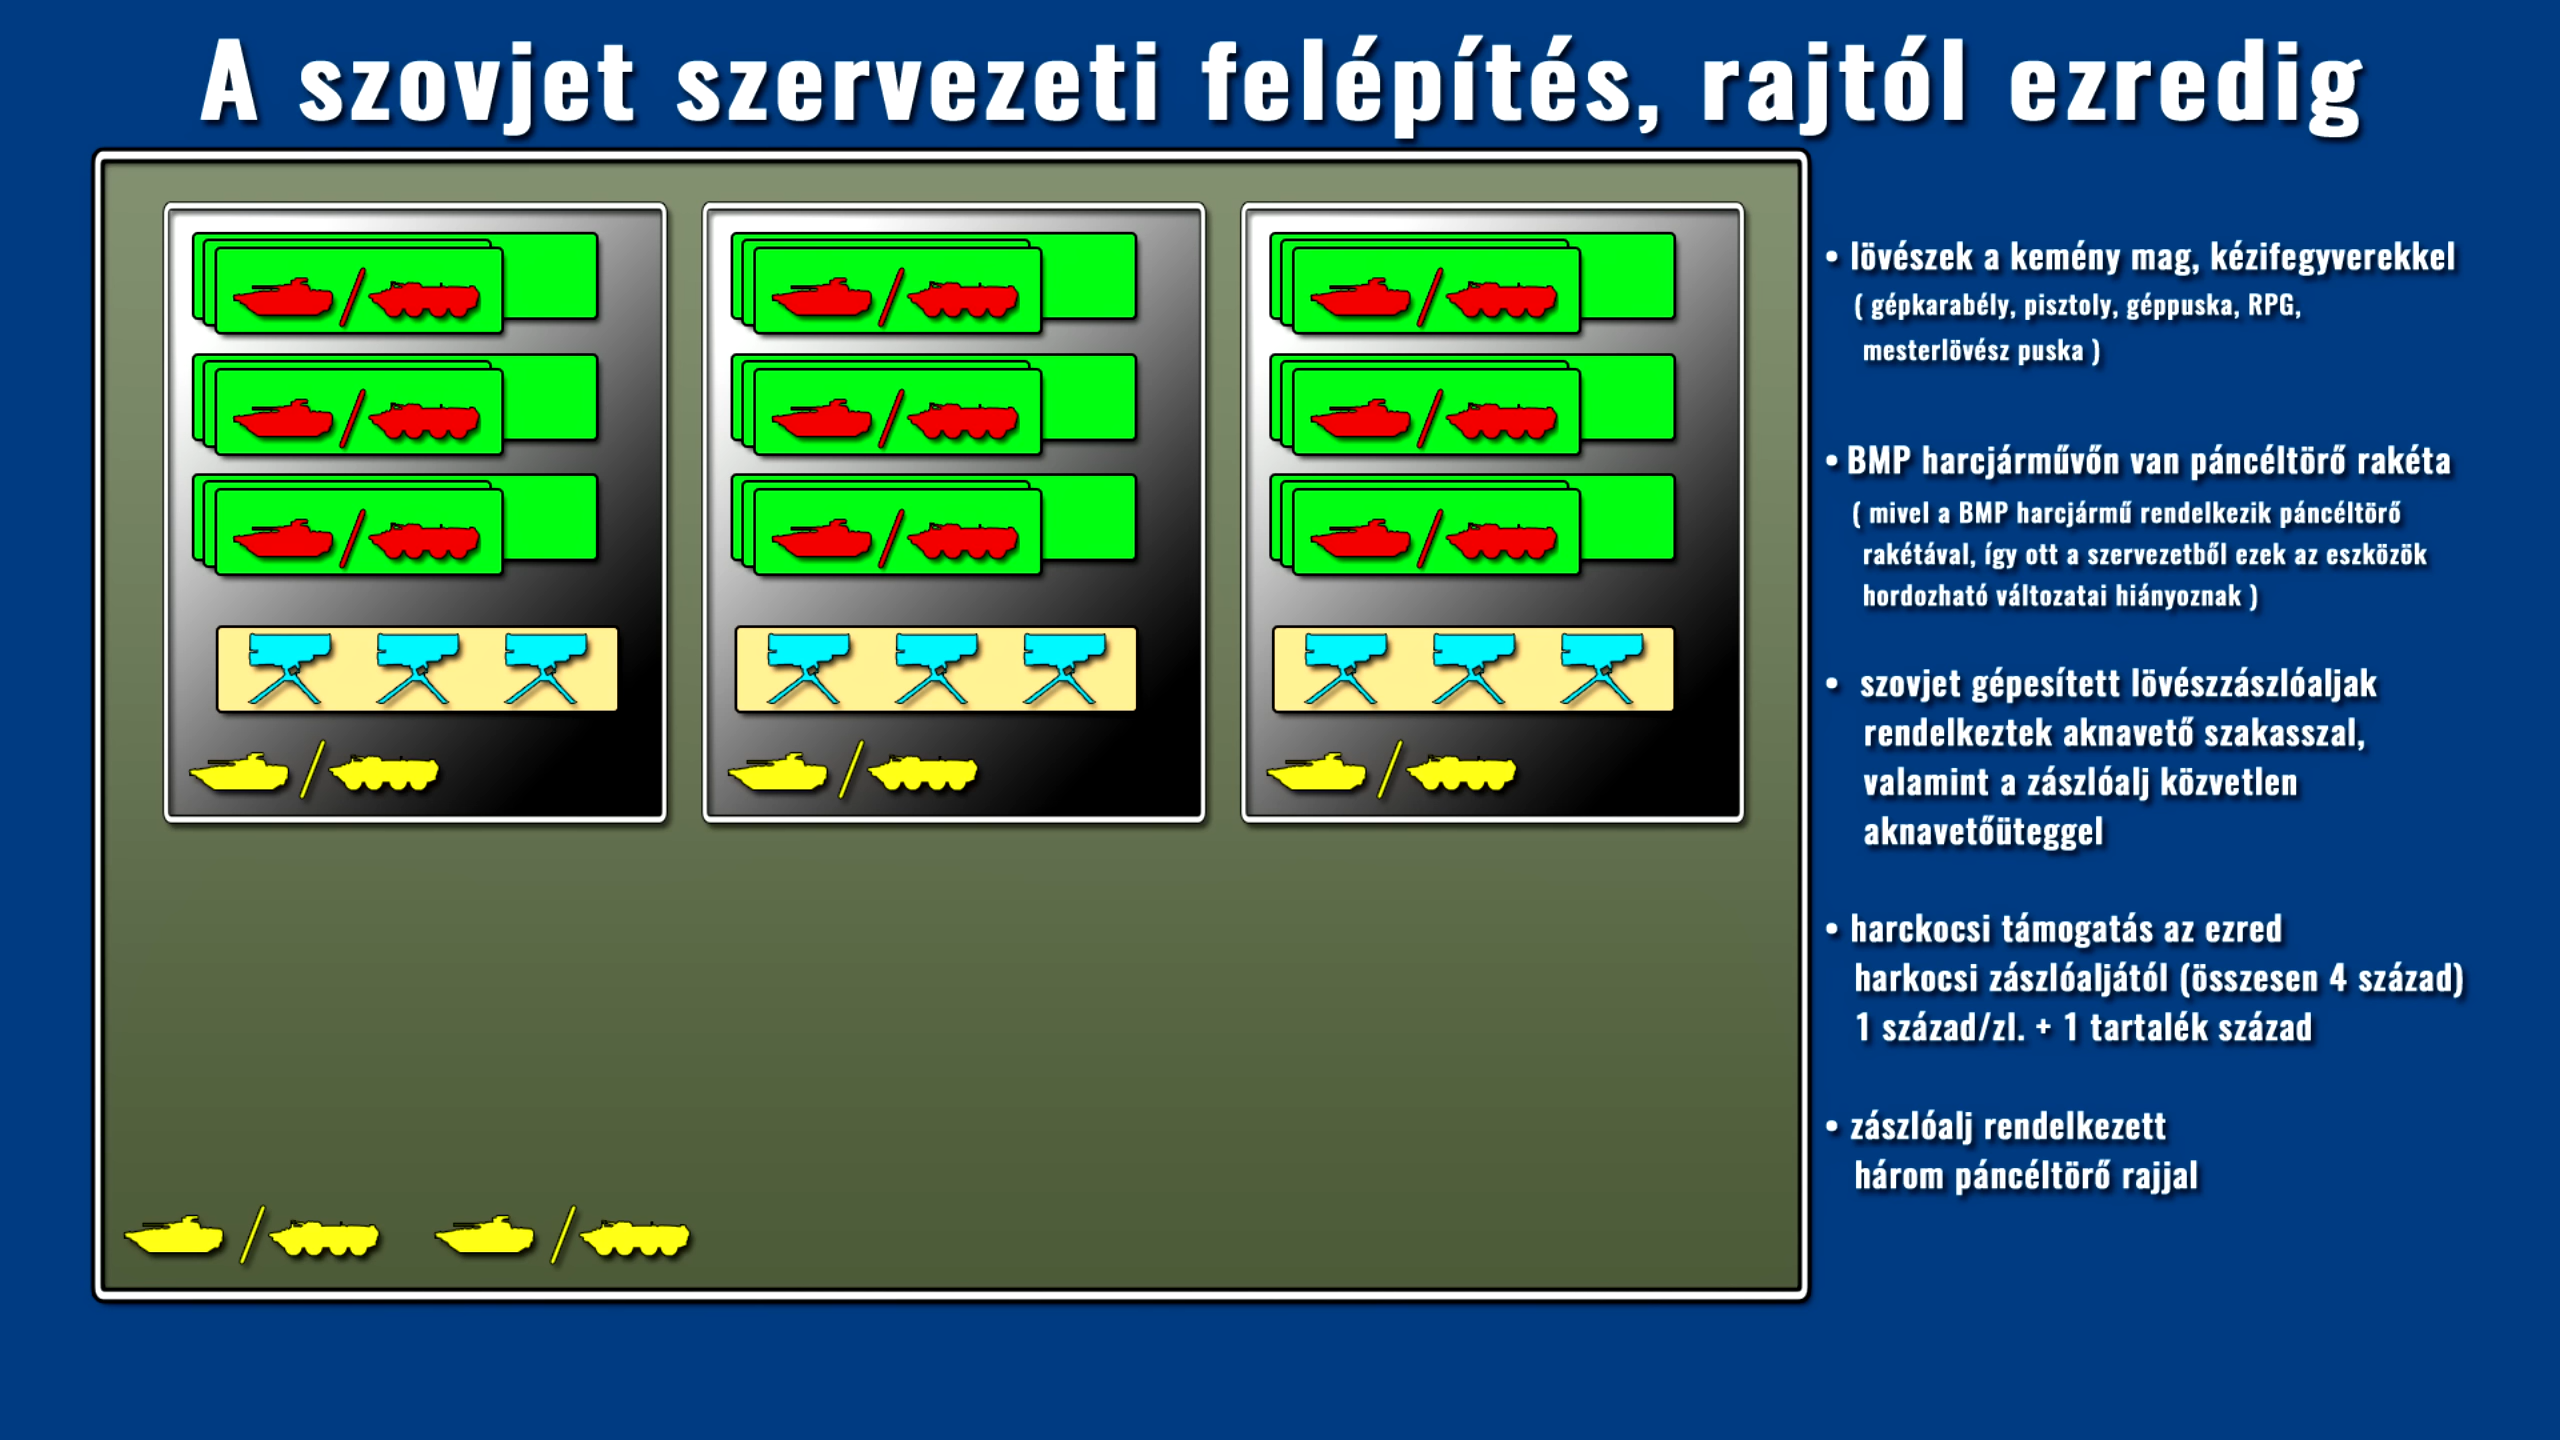 A szovjet szervezeti felépítés, rajtól ezredig
• lövészek a kemény mag, kézifegyverekkel
( gépkarabély, pisztoly, géppuska, RPG,
mesterlövész puska )
• BMP harcjárművőn van páncéltörő rakéta
( mivel a BMP harcjármű rendelkezik páncéltörő
rakétával, így ott a szervezetből ezek az eszközök
hordozható változatai hiányoznak )
• szovjet gépesített lövészzászlóaljak
rendelkeztek aknavető szakasszal,
valamint a zászlóalj közvetlen
aknavetőüteggel
• harckocsi támogatás az ezred
harkocsi zászlóaljától (összesen 4 század)
1 század/zl. + 1 tartalék század
• zászlóalj rendelkezett
három páncéltörő rajjal